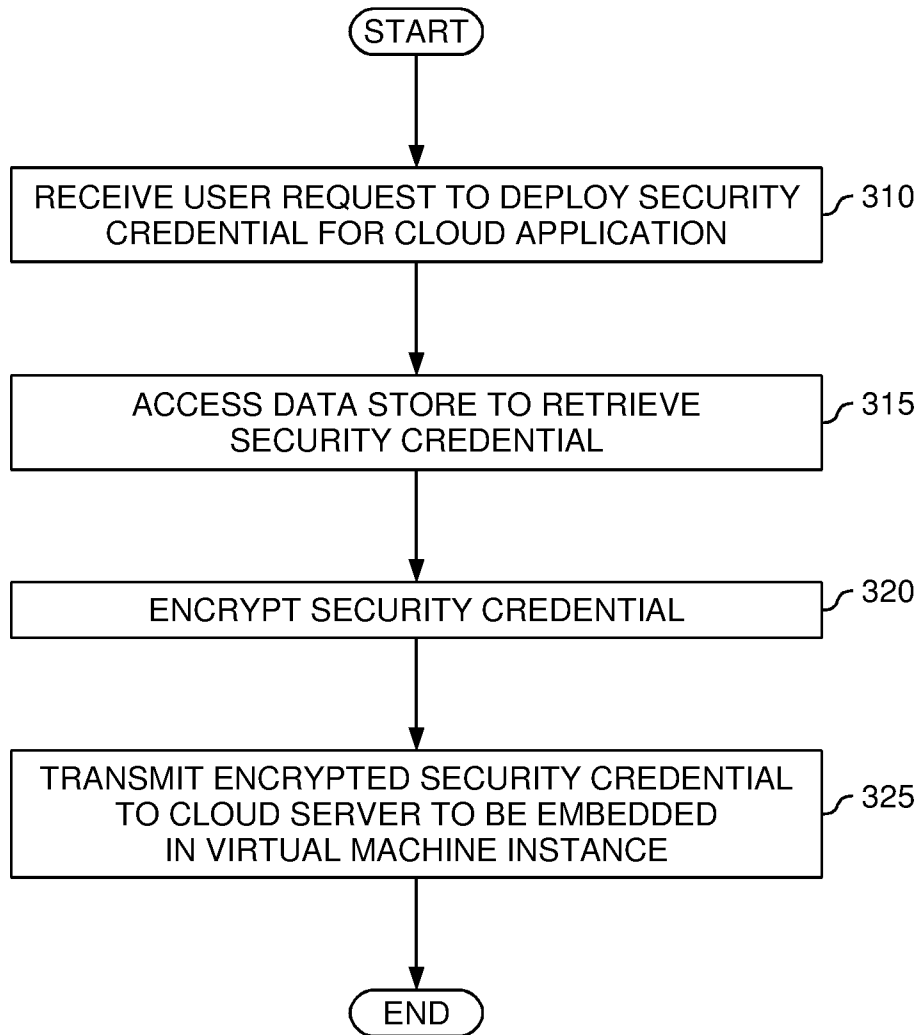 START
RECEIVE USER REQUEST TO DEPLOY SECURITY
CREDENTIAL FOR CLOUD APPLICATION
310
ACCESS DATA STORE TO RETRIEVE
SECURITY CREDENTIAL
315
ENCRYPT SECURITY CREDENTIAL
320
TRANSMIT ENCRYPTED SECURITY CREDENTIAL
TO CLOUD SERVER TO BE EMBEDDED
IN VIRTUAL MACHINE INSTANCE
325
END